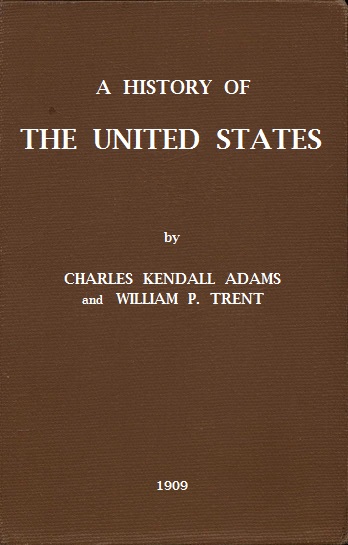 A HISTORY OF
THE UNITED STATES
by
CHARLES KENDALL ADAMS
and WILLIAM P. TRENT
1909